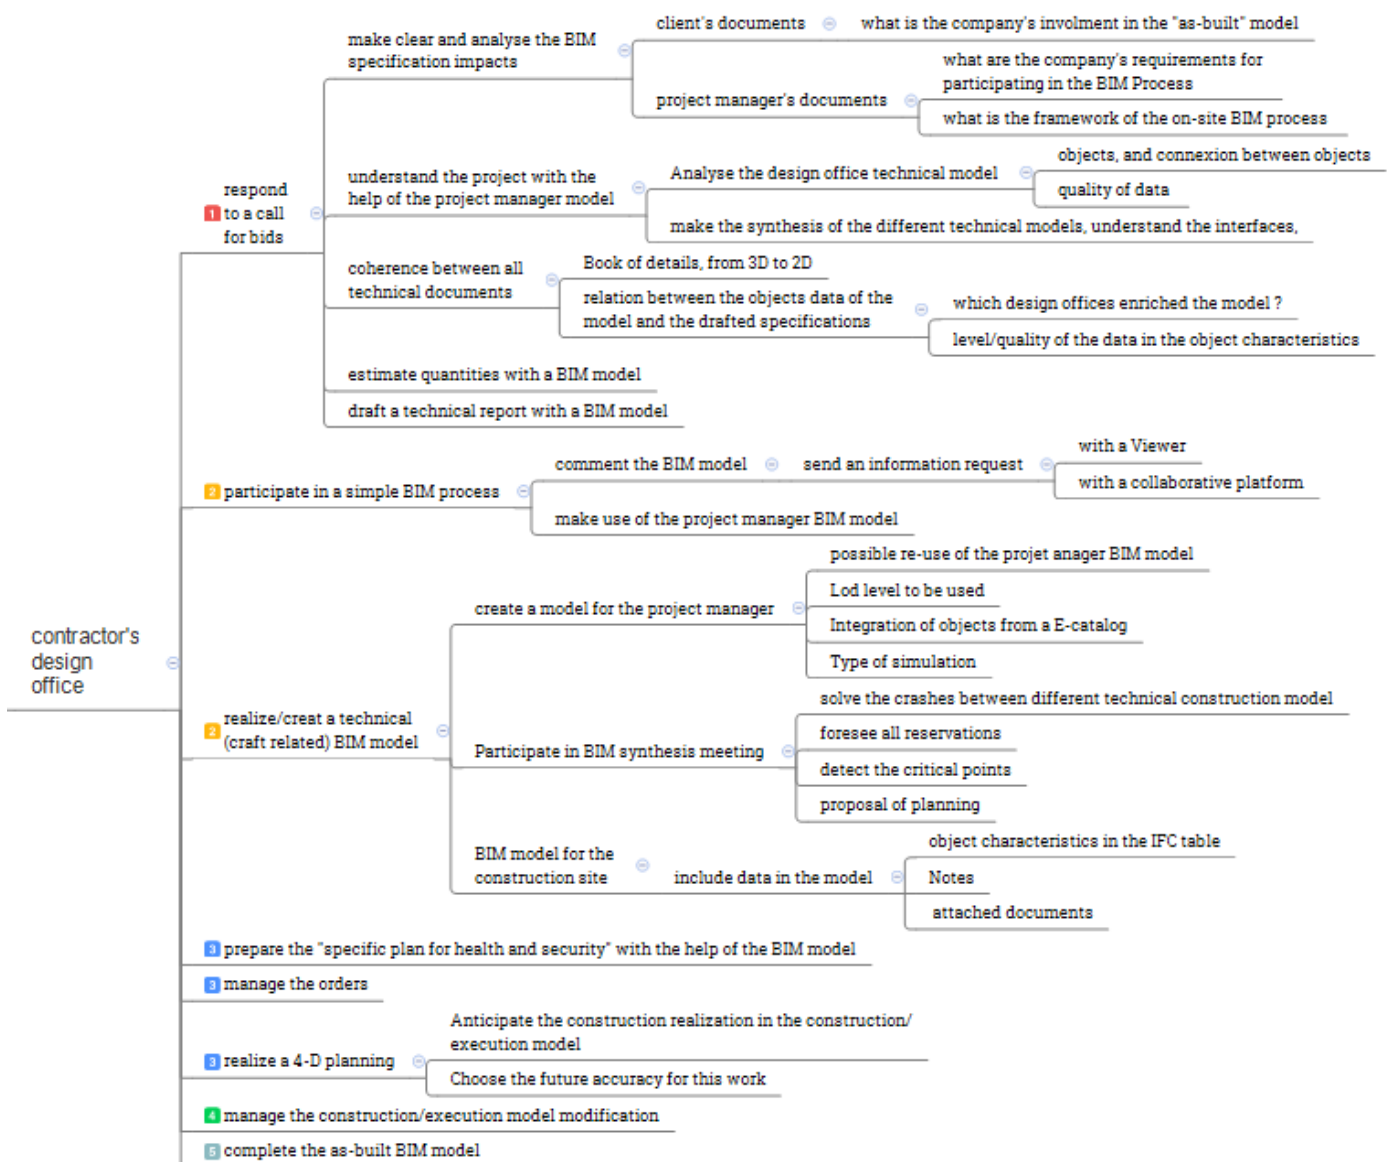 contractor's
design
office
1 respond
to a call
for bids
make clear and analyse the BIM
specification impacts
client's documents
what is the company's involment in the "as-built" model
project manager's documents
what are the company's requirements for
participating in the BIM Process
what is the framework of the on-site BIM process
understand the project with the
help of the project manager model
Analyse the design office technical model
objects, and connexion between objects
quality of data
make the synthesis of the different technical models, understand the interfaces,
coherence between all
technical documents
Book of details, from 3D to 2D
relation between the objects data of the
model and the drafted specifications
which design offices enriched the model ?
level/quality of the data in the object characteristics
estimate quantities with a BIM model
draft a technical report with a BIM model
2 participate in a simple BIM process
comment the BIM model
send an information request
with a Viewer
with a collaborative platform
make use of the project manager BIM model
2 realize/creat a technical
(craft related) BIM model
create a model for the project manager
possible re-use of the projet anager BIM model
Lod level to be used
Integration of objects from a E-catalog
Type of simulation
Participate in BIM synthesis meeting
solve the crashes between different technical construction model
foresee all reservations
detect the critical points
proposal of planning
BIM model for the
construction site
include data in the model
object characteristics in the IFC table
Notes
attached documents
3 prepare the "specific plan for health and security" with the help of the BIM model
3 manage the orders
3 realize a 4-D planning
Anticipate the construction realization in the construction/
execution model
Choose the future accuracy for this work
4 manage the construction/execution model modification
5 complete the as-built BIM model